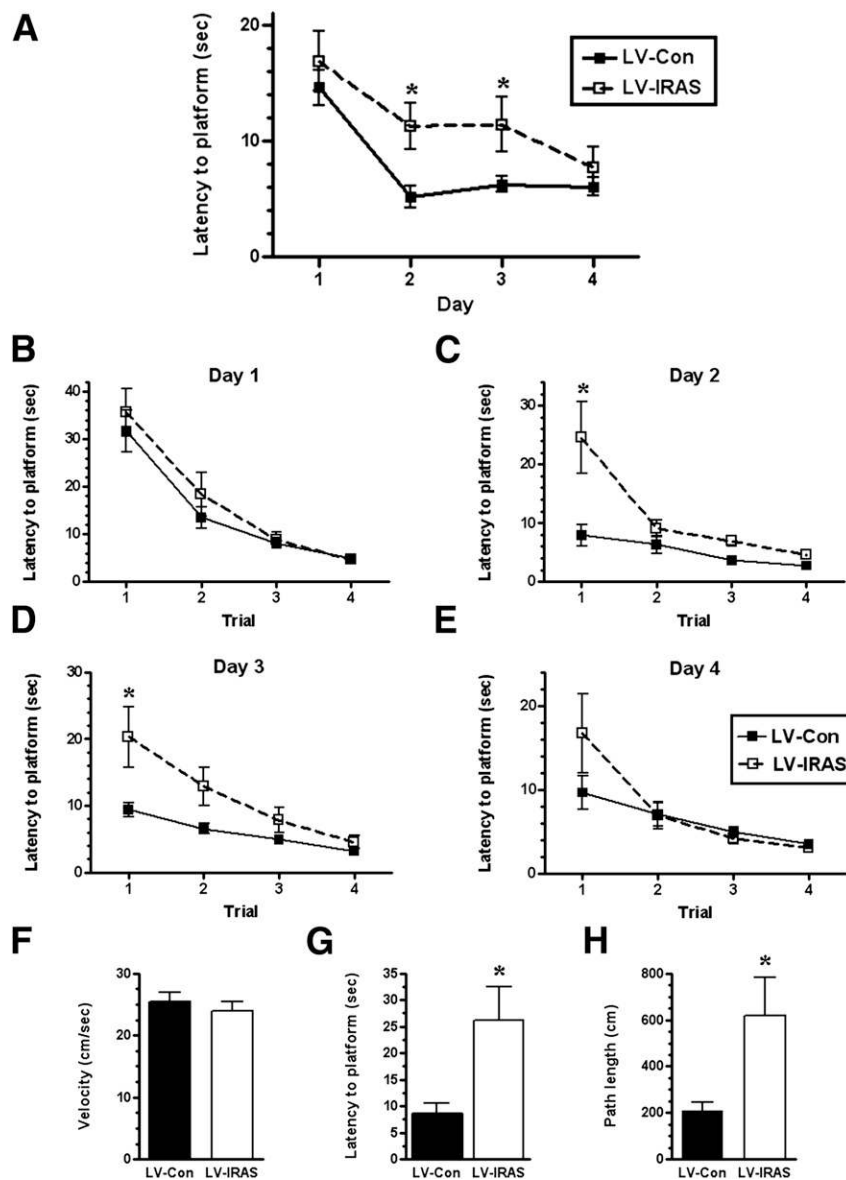 A
Latency to platform (sec)
20
10
0
*
*
LV-Con
LV-IRAS
1 2 3 4
Day
B
Day 1
Latency to platform (sec)
40
30
20
10
0
1 2 3 4
Trial
C
Day 2
Latency to platform (sec)
30
20
10
0
*
1 2 3 4
Trial
D
Day 3
Latency to platform (sec)
30
20
10
0
*
1 2 3 4
Trial
E
Day 4
Latency to platform (sec)
20
10
0
LV-Con
LV-IRAS
1 2 3 4
Trial
F
Velocity (cm/sec)
30
20
10
0
LV-Con LV-IRAS
G
Latency to platform (sec)
35
30
25
20
15
10
5
0
*
LV-Con LV-IRAS
H
Path length (cm)
800
600
400
200
0
*
LV-Con LV-IRAS